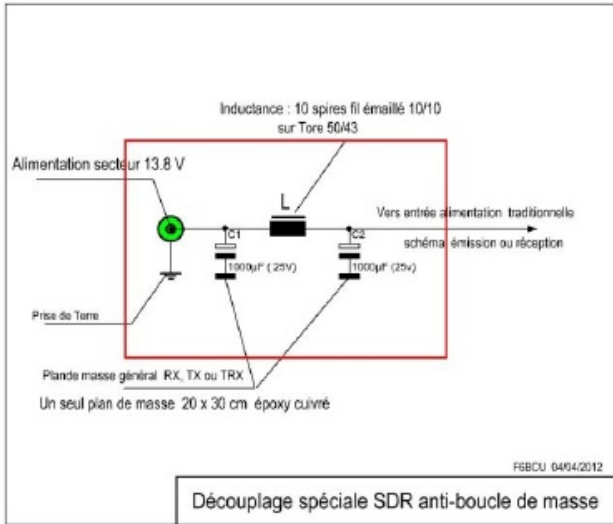 Inductance : 10 spires fil émaillé 10/10
sur Tore 50/43
Alimentation secteur 13.8 V
L
Vers entrée alimentation traditionnelle
schéma émission ou réception
C1
C2
1000µF ( 25V)
1000µF (25v)
Prise de Terre
Plande masse général RX, TX ou TRX
Un seul plan de masse 20 x 30 cm époxy cuivré
F6BCU 04/04/2012
Découplage spéciale SDR anti-boucle de masse